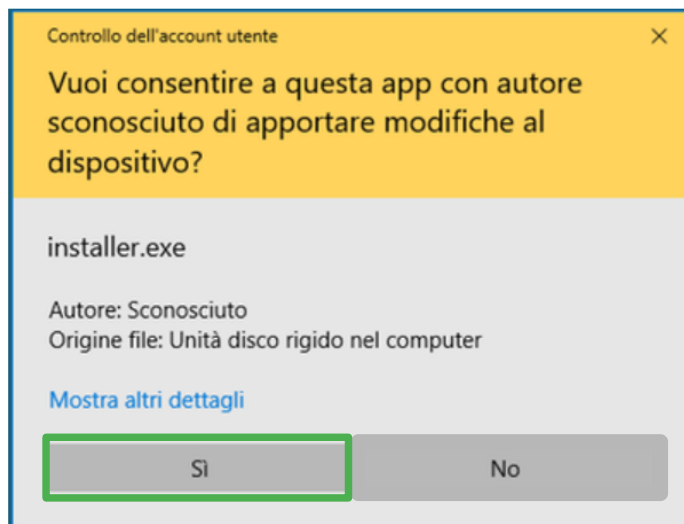 Controllo dell'account utente
Vuoi consentire a questa app con autore
sconosciuto di apportare modifiche al
dispositivo?
installer.exe
Autore: Sconosciuto
Origine file: Unità disco rigido nel computer
Mostra altri dettagli
Sì
No